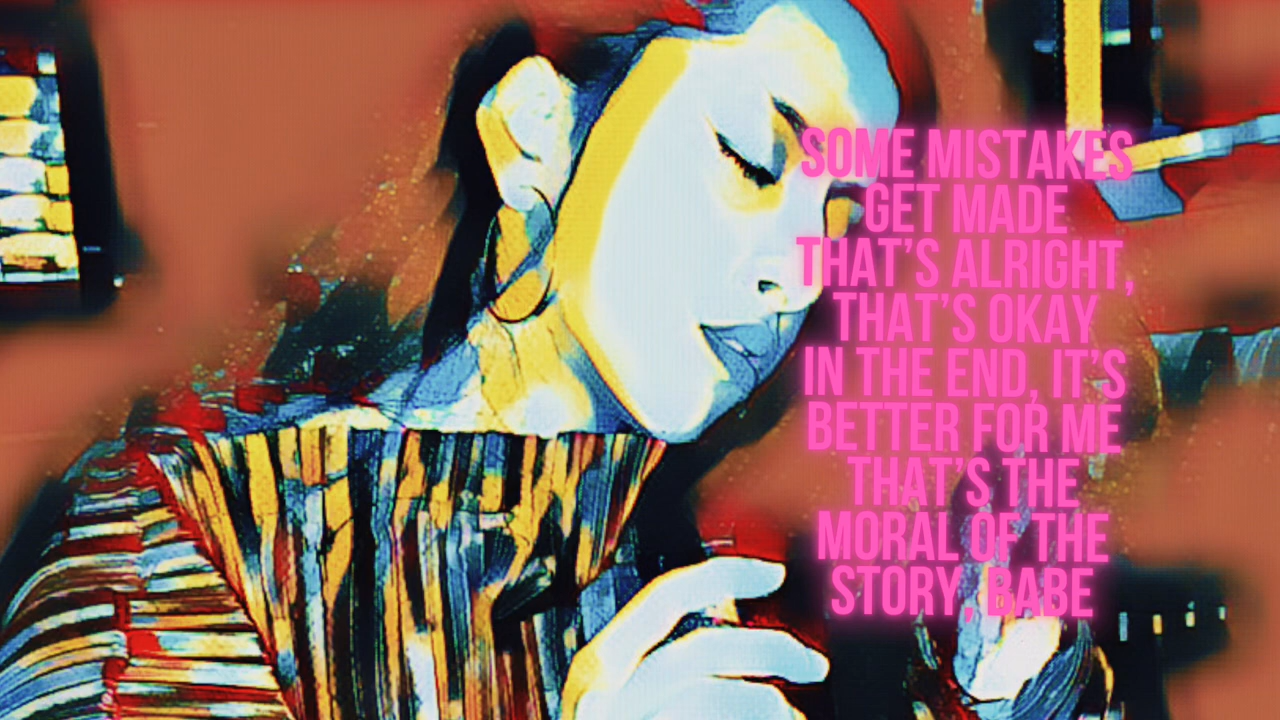 SOME MISTAKES
GET MADE
THAT'S ALRIGHT,
THAT'S OKAY
IN THE END, IT'S
BETTER FOR ME
THAT'S THE
MORAL OF THE
STORY, BABE